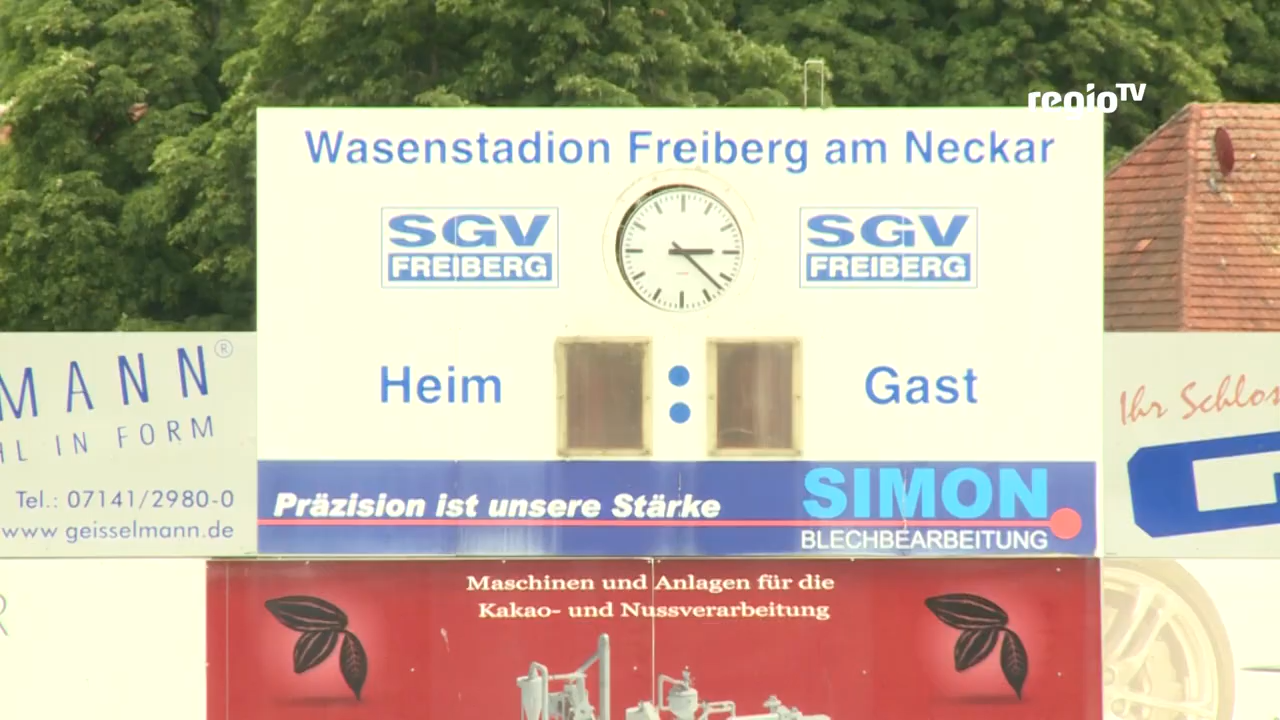 regioTV
Wasenstadion Freiberg am Neckar
SGV
FREIBERG
SGV
FREIBERG
Heim
Gast
MANN®
HL IN FORM
Tel.: 07141/2980-0
www geisselmann.de
Ihr Schlos
Präzision ist unsere Stärke
SIMON
BLECHBEARBEITUNG
Maschinen und Anlagen für die
Kakao- und Nussverarbeitung